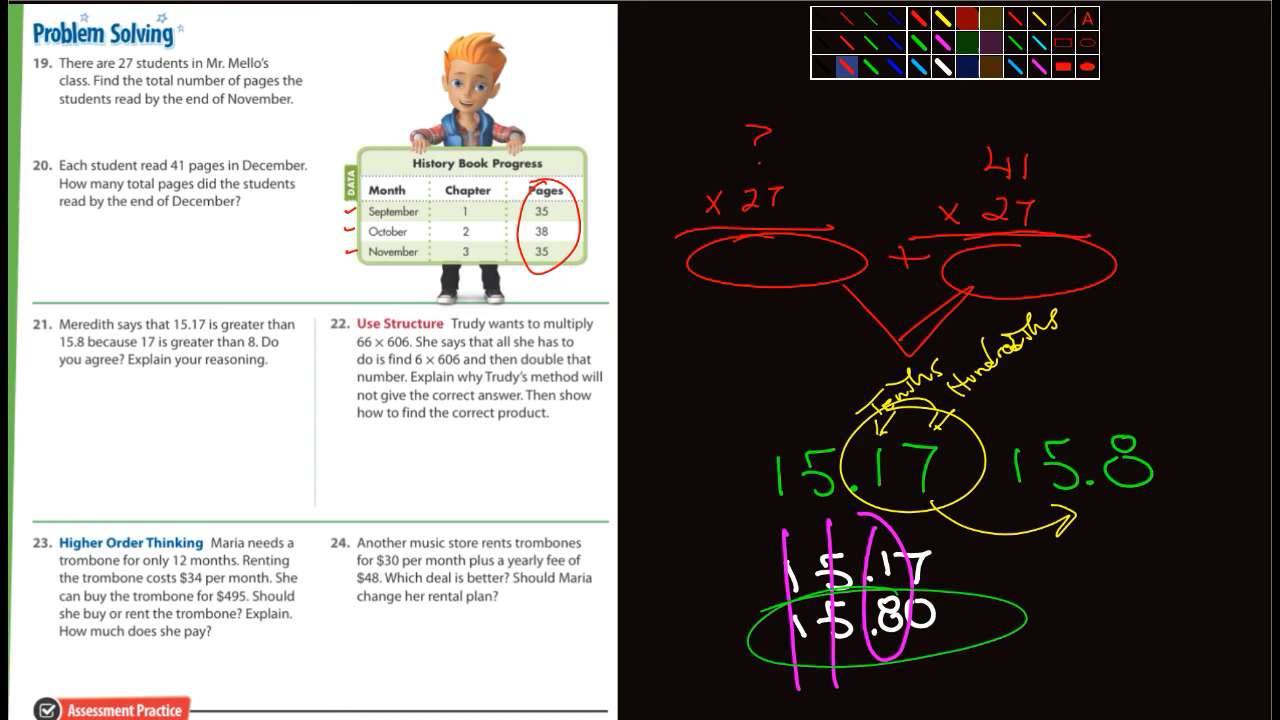 Problem Solving
19. There are 27 students in Mr. Mello's
class. Find the total number of pages the
students read by the end of November.
20. Each student read 41 pages in December.
How many total pages did the students
read by the end of December?
DATA
History Book Progress
Month Chapter Pages
September 1 35
October 2 38
November 3 35
21. Meredith says that 15.17 is greater than
15.8 because 17 is greater than 8. Do
you agree? Explain your reasoning.
22. Use Structure Trudy wants to multiply
66 × 606. She says that all she has to
do is find 6 × 606 and then double that
number. Explain why Trudy's method will
not give the correct answer. Then show
how to find the correct product.
23. Higher Order Thinking Maria needs a
trombone for only 12 months. Renting
the trombone costs $34 per month. She
can buy the trombone for $495. Should
she buy or rent the trombone? Explain.
How much does she pay?
24. Another music store rents trombones
for $30 per month plus a yearly fee of
$48. Which deal is better? Should Maria
change her rental plan?
Assessment Practice
A
?
x 27
+
41
x 27
Tenths
Hundredths
15.17 15.8
15.17
15.80